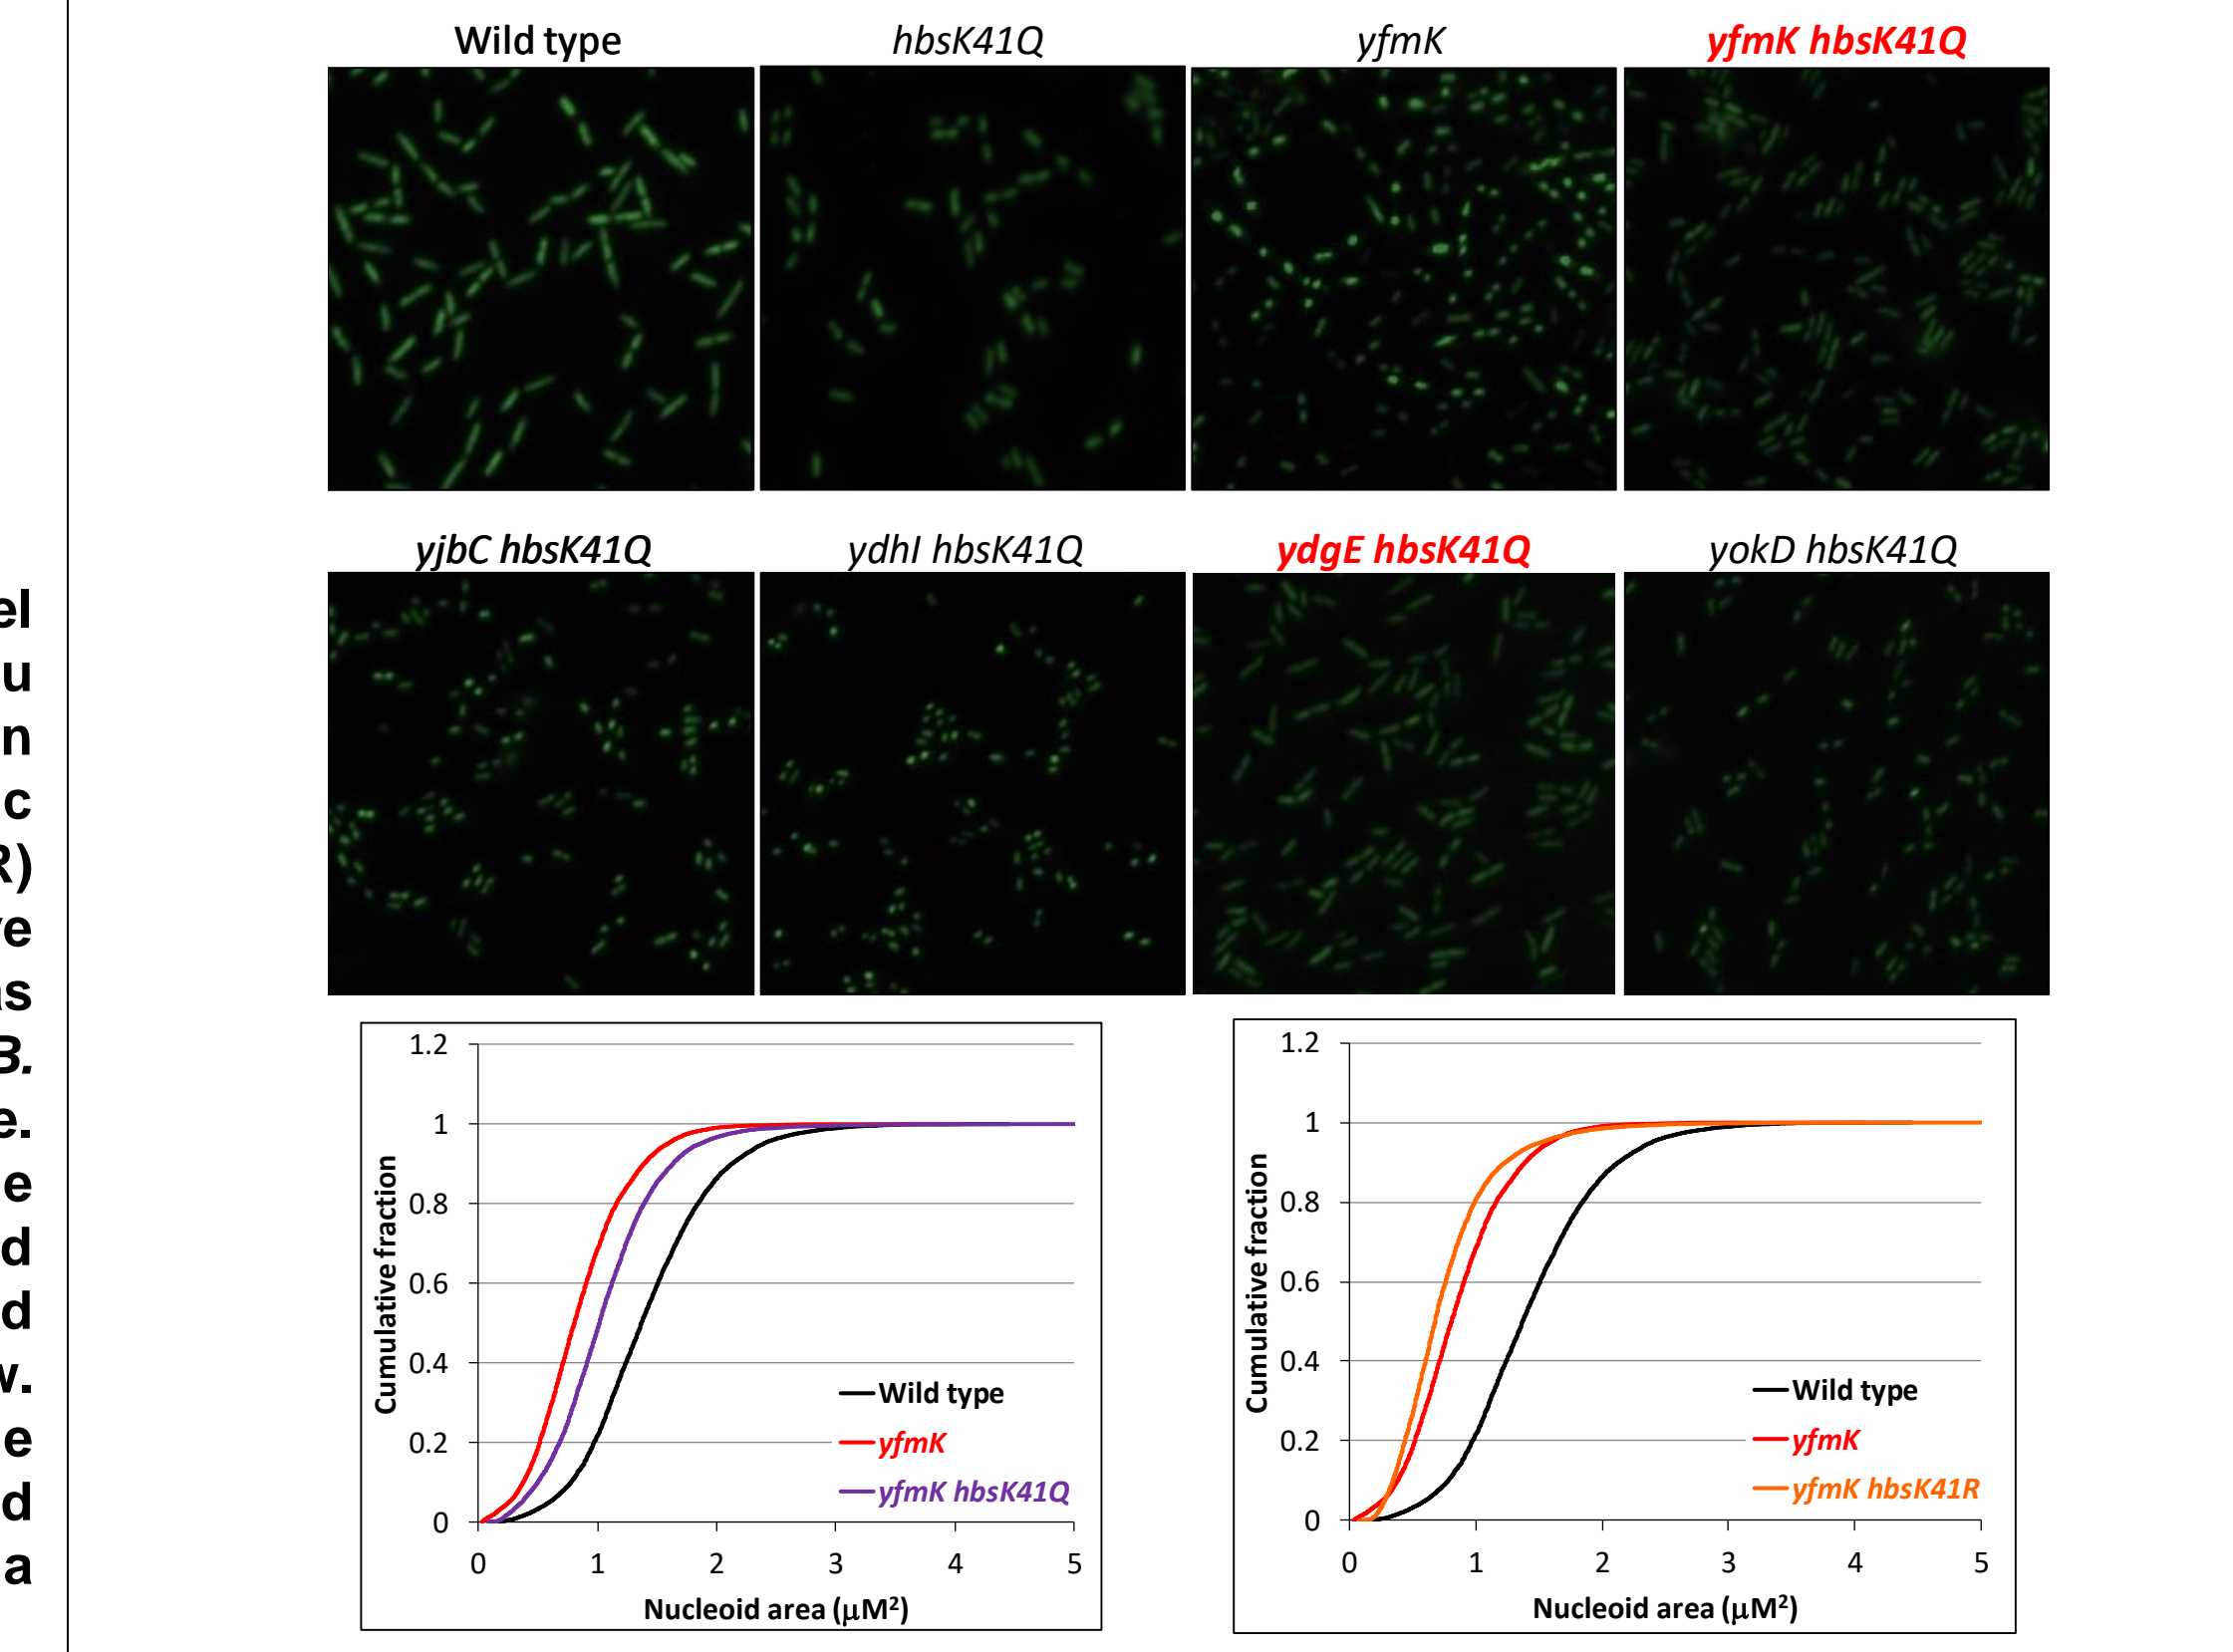 Wild type
hbsK41Q
yfmK
yfmK hbsK41Q
yjbC hbsK41Q
ydhI hbsK41Q
ydgE hbsK41Q
yokD hbsK41Q
el
u
n
c
R)
ve
as
B.
e.
e
d
d
w.
e
d
a
1.2
1
0.8
0.6
0.4
0.2
0
0 1 2 3 4 5
Cumulative fraction
Nucleoid area (μM²)
Wild type
yfmK
yfmK hbsK41Q
1.2
1
0.8
0.6
0.4
0.2
0
0 1 2 3 4 5
Cumulative fraction
Nucleoid area (μM²)
Wild type
yfmK
yfmK hbsK41R